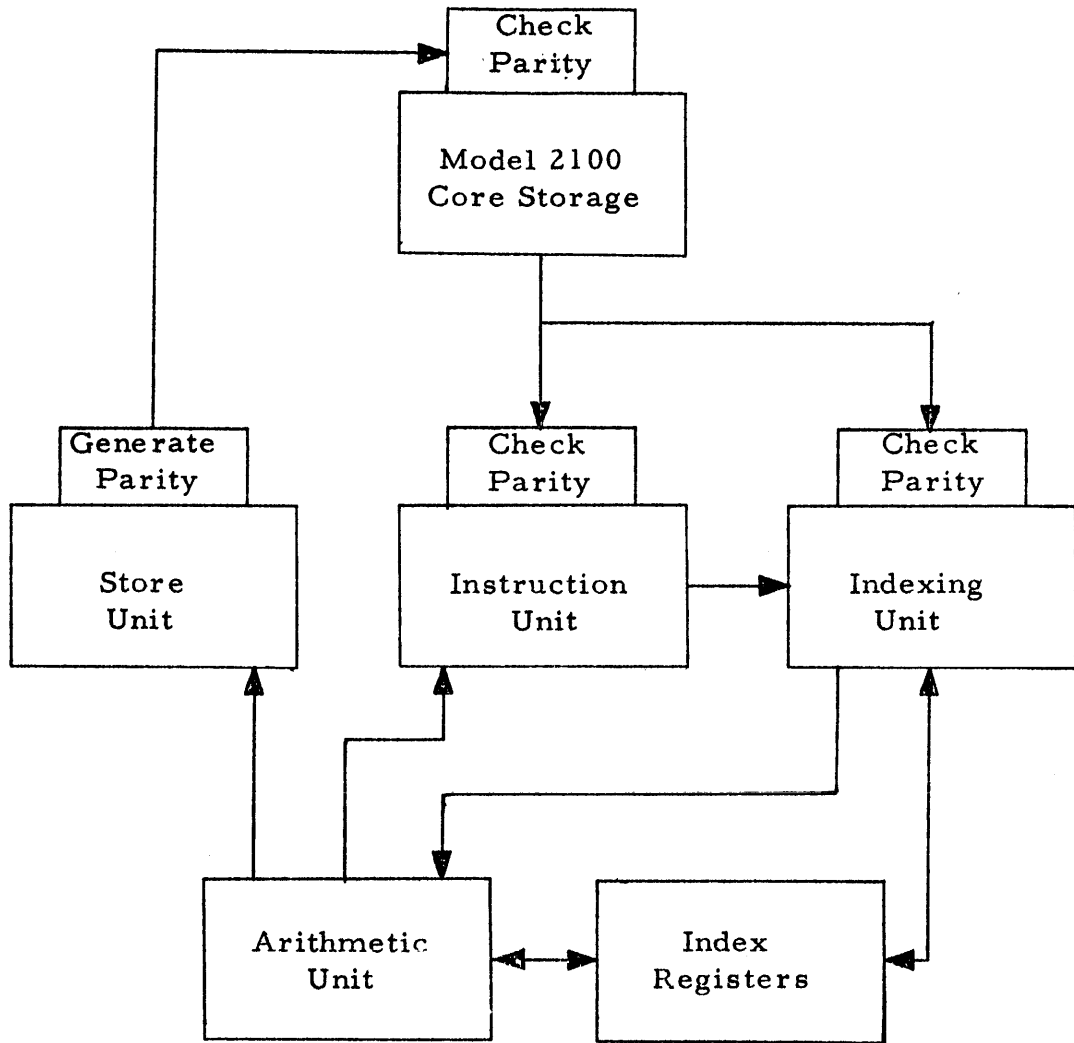 Check
Parity
Model 2100
Core Storage
Generate
Parity
Store
Unit
Check
Parity
Instruction
Unit
Check
Parity
Indexing
Unit
Arithmetic
Unit
Index
Registers